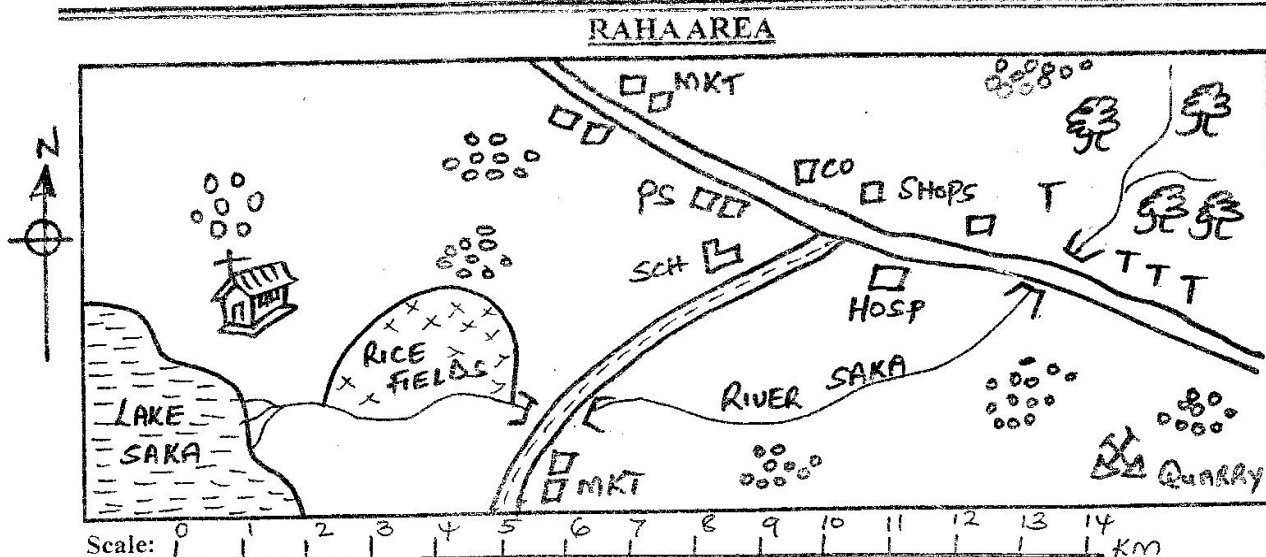 RAHA AREA
MKT
N
CO
SHOPS
T
PS
SCH
T T T
HOSP
RICE
FIELDS
RIVER SAKA
LAKE
SAKA
QUARRY
MKT
0 1 2 3 4 5 6 7 8 9 10 11 12 13 14
Scale: KM